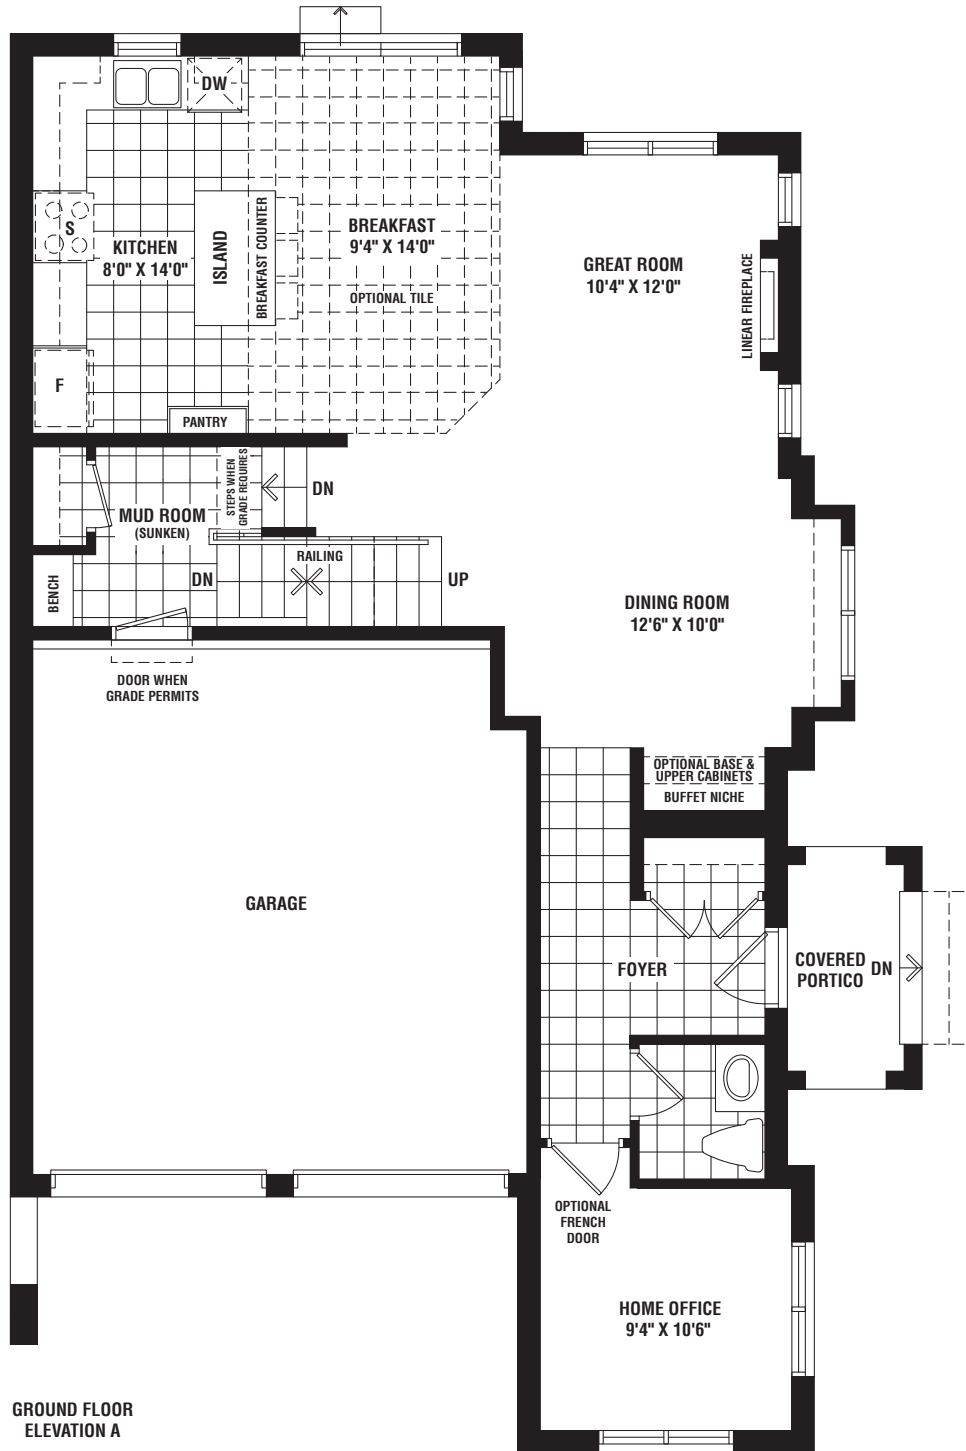 DW
BREAKFAST
9'4" X 14'0"
S
KITCHEN
8'0" X 14'0"
ISLAND
BREAKFAST COUNTER
OPTIONAL TILE
GREAT ROOM
10'4" X 12'0"
LINEAR FIREPLACE
F
PANTRY
STEPS WHEN
GRADE REQUIRES
DN
MUD ROOM
(SUNKEN)
RAILING
BENCH
DN
UP
DINING ROOM
12'6" X 10'0"
DOOR WHEN
GRADE PERMITS
OPTIONAL BASE &
UPPER CABINETS
BUFFET NICHE
GARAGE
FOYER
COVERED
PORTICO
DN
OPTIONAL
FRENCH
DOOR
HOME OFFICE
9'4" X 10'6"
GROUND FLOOR
ELEVATION A